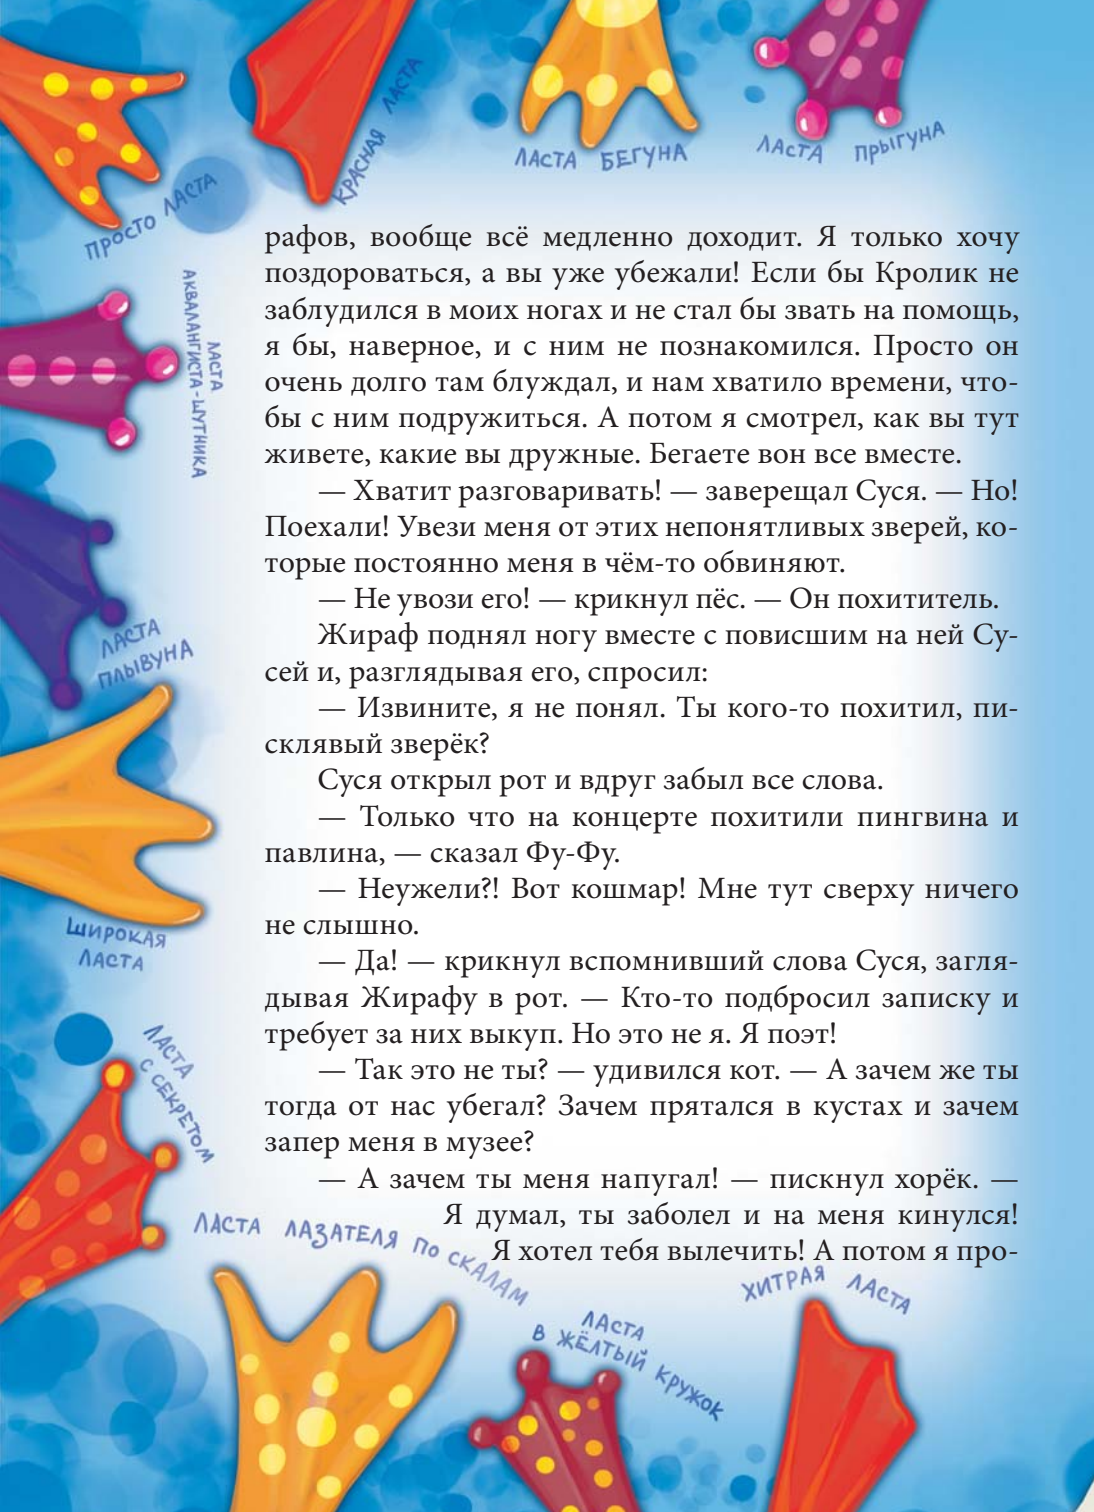 ПРОСТО ЛАСТА
КРАСНАЯ ЛАСТА
ЛАСТА БЕГУНА
ЛАСТА ПРЫГУНА
рафов, вообще всё медленно доходит. Я только хочу
поздороваться, а вы уже убежали! Если бы Кролик не
заблудился в моих ногах и не стал бы звать на помощь,
я бы, наверное, и с ним не познакомился. Просто он
очень долго там блуждал, и нам хватило времени, что-
бы с ним подружиться. А потом я смотрел, как вы тут
живете, какие вы дружные. Бегаете вон все вместе.
— Хватит разговаривать! — заверещал Суся. — Но!
Поехали! Увези меня от этих непонятливых зверей, ко-
торые постоянно меня в чём-то обвиняют.
— Не увози его! — крикнул пёс. — Он похититель.
Жираф поднял ногу вместе с повисшим на ней Су-
сей и, разглядывая его, спросил:
— Извините, я не понял. Ты кого-то похитил, пи-
склявый зверёк?
Суся открыл рот и вдруг забыл все слова.
— Только что на концерте похитили пингвина и
павлина, — сказал Фу-Фу.
— Неужели?! Вот кошмар! Мне тут сверху ничего
не слышно.
— Да! — крикнул вспомнивший слова Суся, загля-
дывая Жирафу в рот. — Кто-то подбросил записку и
требует за них выкуп. Но это не я. Я поэт!
— Так это не ты? — удивился кот. — А зачем же ты
тогда от нас убегал? Зачем прятался в кустах и зачем
запер меня в музее?
— А зачем ты меня напугал! — пискнул хорёк. —
Я думал, ты заболел и на меня кинулся!
Я хотел тебя вылечить! А потом я про-
ЛАСТА
АКВАЛАНГИСТА-ШУТНИКА
ЛАСТА
ПЛЫВУНА
ШИРОКАЯ
ЛАСТА
ЛАСТА
С СЕКРЕТОМ
ЛАСТА ЛАЗАТЕЛЯ ПО СКАЛАМ
ЛАСТА
В ЖЁЛТЫЙ КРУЖОК
ХИТРАЯ ЛАСТА